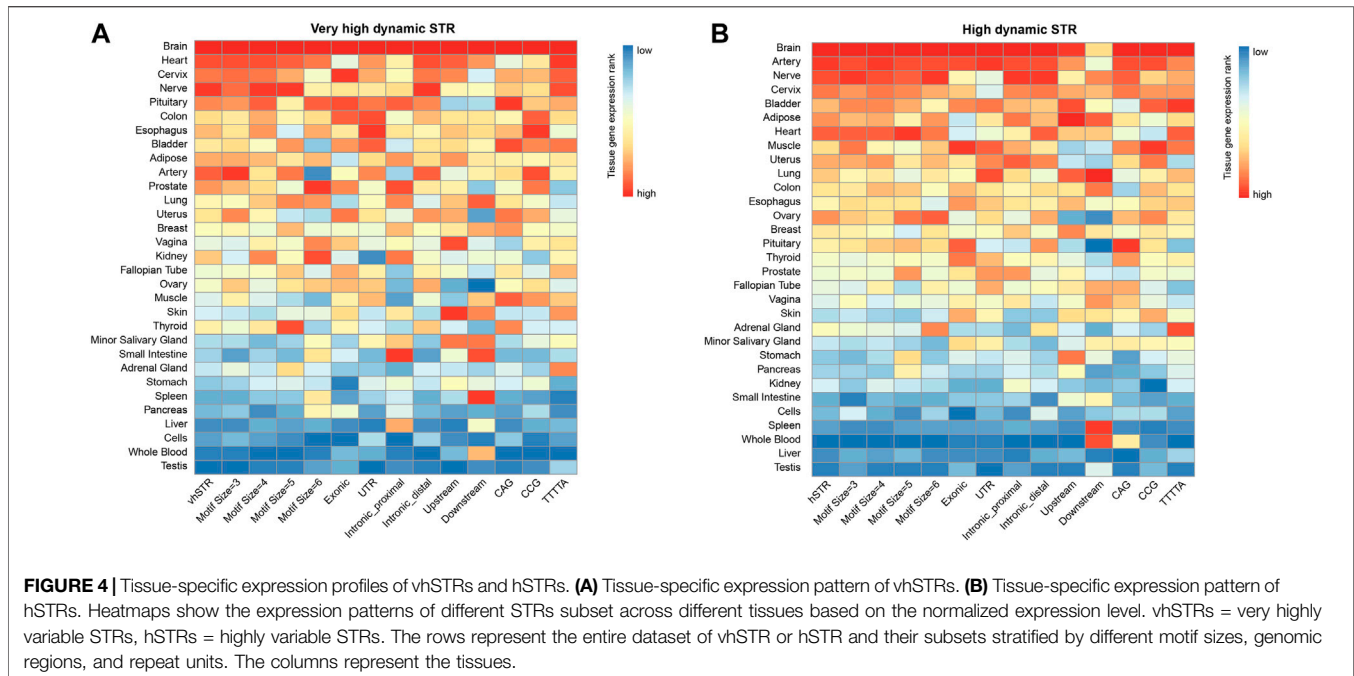 A
Very high dynamic STR
Brain
Heart
Cervix
Nerve
Pituitary
Colon
Esophagus
Bladder
Adipose
Artery
Prostate
Lung
Uterus
Breast
Vagina
Kidney
Fallopian Tube
Ovary
Muscle
Skin
Thyroid
Minor Salivary Gland
Small Intestine
Adrenal Gland
Stomach
Spleen
Pancreas
Liver
Cells
Whole Blood
Testis
vhSTR
Motif Size=3
Motif Size=4
Motif Size=5
Motif Size=6
Exonic
UTR
Intronic_proximal
Intronic_distal
Upstream
Downstream
CAG
CCG
TTTTA
low
Tissue gene expression rank
high
B
High dynamic STR
Brain
Artery
Nerve
Cervix
Bladder
Adipose
Heart
Muscle
Uterus
Lung
Colon
Esophagus
Ovary
Breast
Pituitary
Thyroid
Prostate
Fallopian Tube
Vagina
Skin
Adrenal Gland
Minor Salivary Gland
Stomach
Pancreas
Kidney
Small Intestine
Cells
Spleen
Whole Blood
Liver
Testis
hSTR
Motif Size=3
Motif Size=4
Motif Size=5
Motif Size=6
Exonic
UTR
Intronic_proximal
Intronic_distal
Upstream
Downstream
CAG
CCG
TTTTA
low
Tissue gene expression rank
high
FIGURE 4 | Tissue-specific expression profiles of vhSTRs and hSTRs. (A) Tissue-specific expression pattern of vhSTRs. (B) Tissue-specific expression pattern of
hSTRs. Heatmaps show the expression patterns of different STRs subset across different tissues based on the normalized expression level. vhSTRs = very highly
variable STRs, hSTRs = highly variable STRs. The rows represent the entire dataset of vhSTR or hSTR and their subsets stratified by different motif sizes, genomic
regions, and repeat units. The columns represent the tissues.